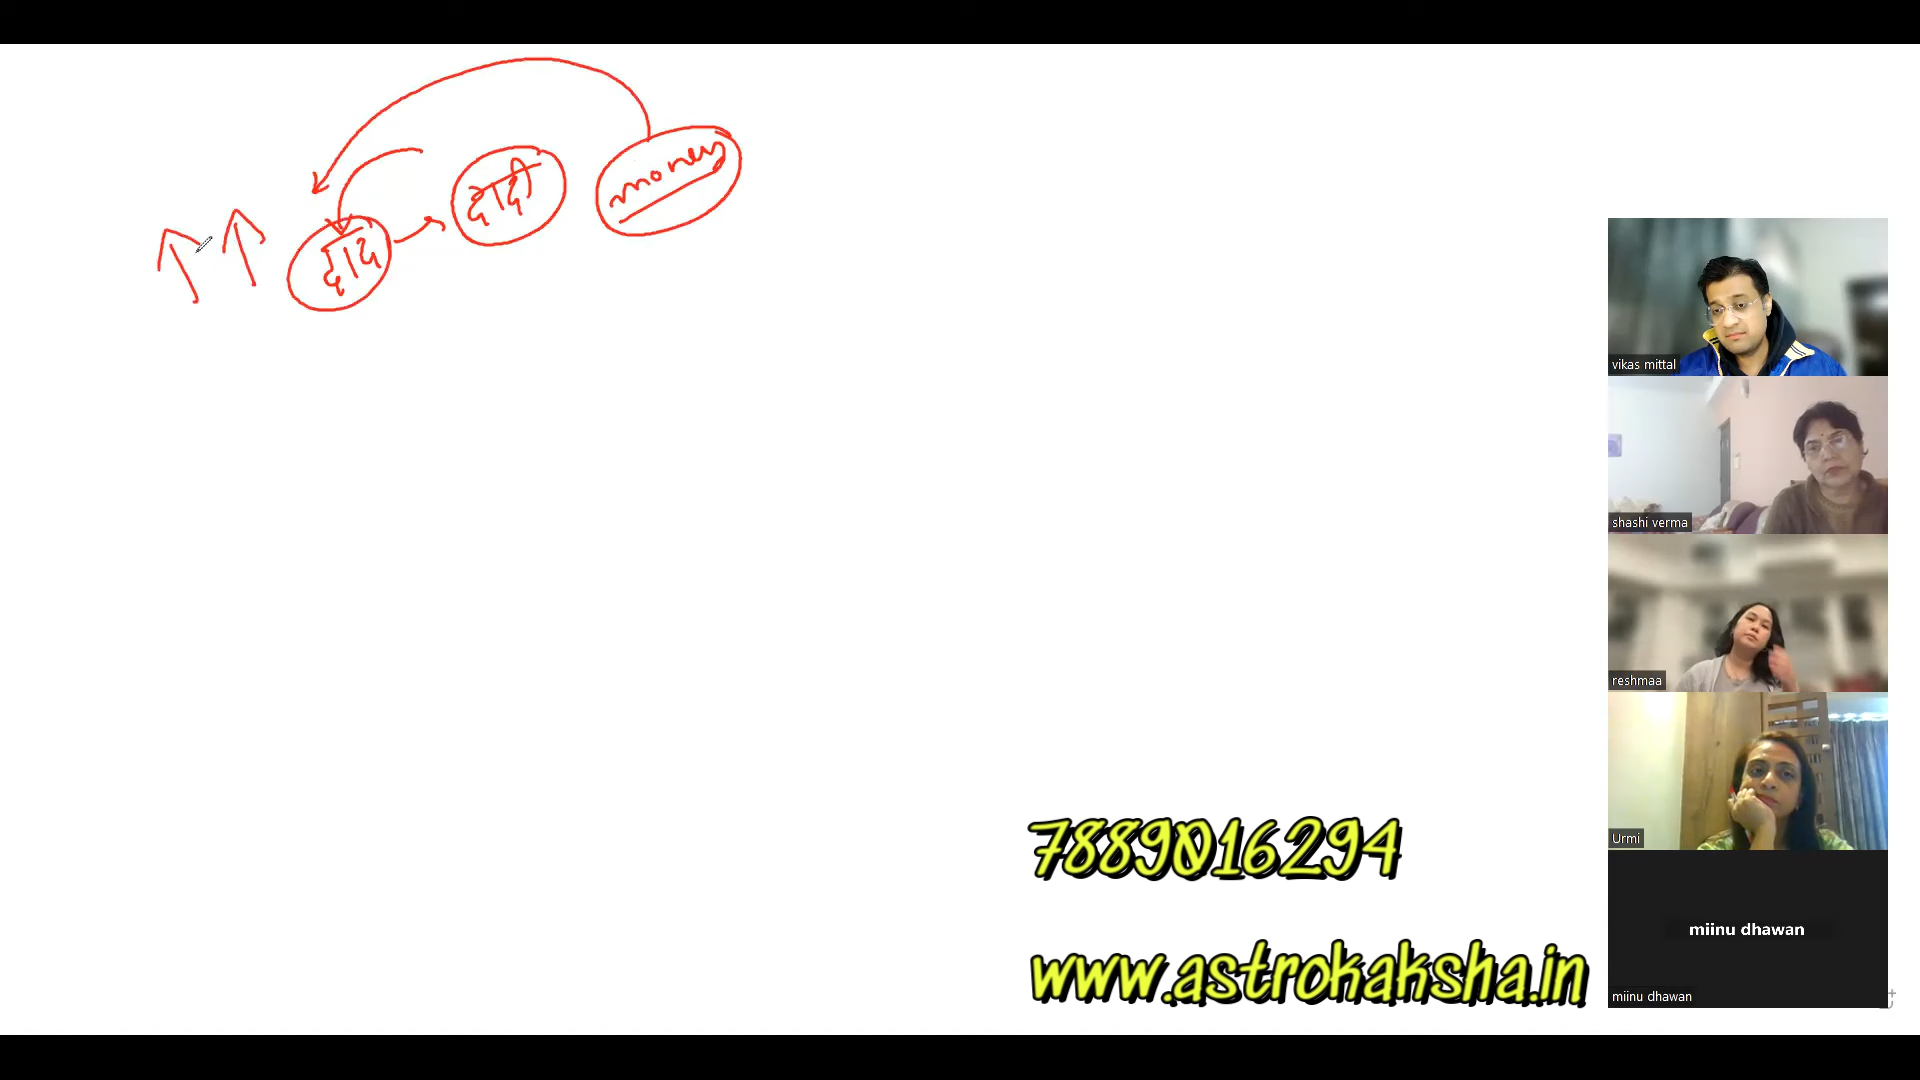 दादी money
दादि
vikas mittal
shashi verma
reshmaa
Urmi
7889016294
www.astrokaksha.in
miinu dhawan
miinu dhawan